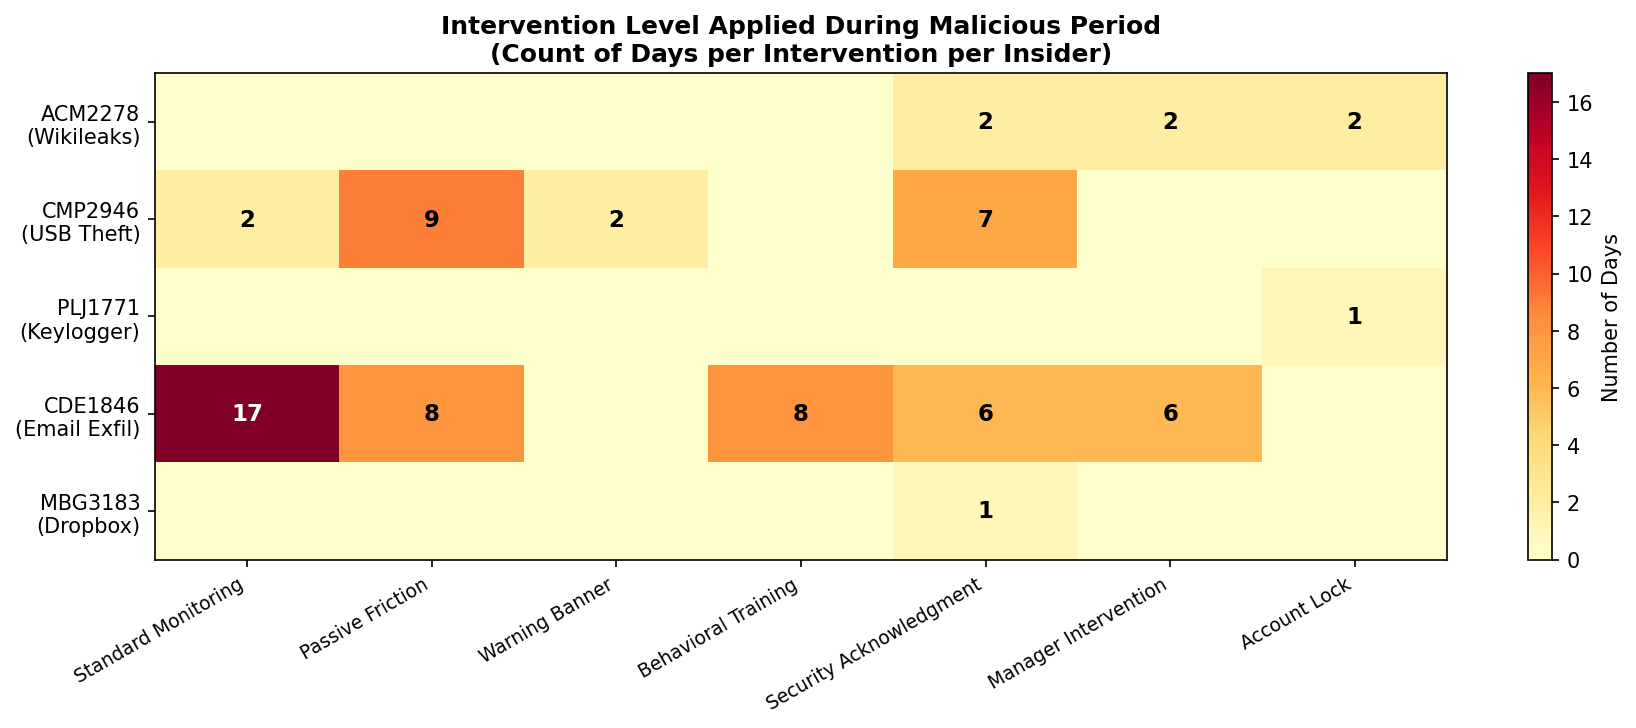 Intervention Level Applied During Malicious Period
(Count of Days per Intervention per Insider)
ACM2278
(Wikileaks)
2
2
2
CMP2946
(USB Theft)
2
9
2
7
PLJ1771
(Keylogger)
1
CDE1846
(Email Exfil)
17
8
8
6
6
MBG3183
(Dropbox)
1
Standard Monitoring
Passive Friction
Warning Banner
Behavioral Training
Security Acknowledgment
Manager Intervention
Account Lock
16
14
12
10
8
6
4
2
0
Number of Days